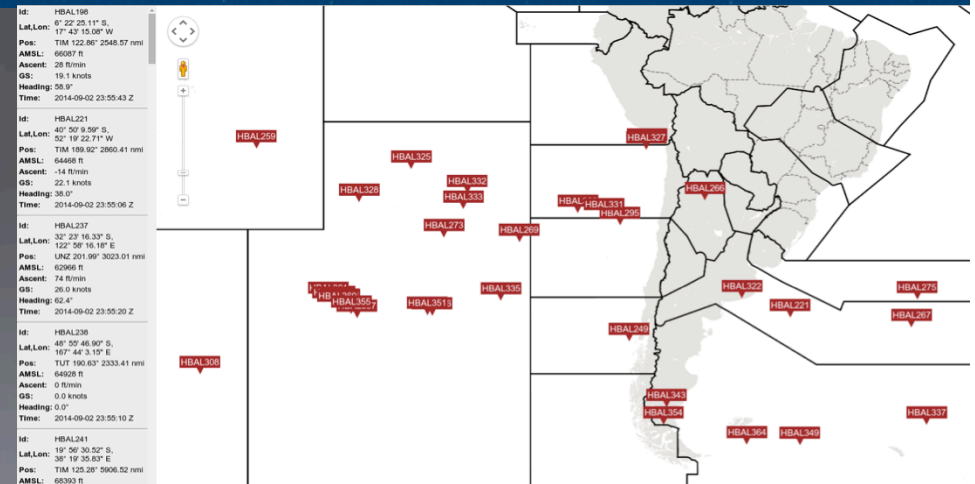 Id: HBAL198
Lat,Lon: 6° 22' 25.11" S,
17° 43' 15.08" W
Pos: TIM 122.86° 2548.57 nmi
AMSL: 66087 ft
Ascent: 28 ft/min
GS: 19.1 knots
Heading: 58.9°
Time: 2014-09-02 23:55:43 Z
Id: HBAL221
Lat,Lon: 40° 50' 9.59" S,
52° 19' 22.71" W
Pos: TIM 189.92° 2860.41 nmi
AMSL: 64468 ft
Ascent: -14 ft/min
GS: 22.1 knots
Heading: 38.0°
Time: 2014-09-02 23:55:06 Z
Id: HBAL237
Lat,Lon: 32° 23' 16.33" S,
122° 58' 16.18" E
Pos: UNZ 201.99° 3023.01 nmi
AMSL: 62966 ft
Ascent: 74 ft/min
GS: 26.0 knots
Heading: 62.4°
Time: 2014-09-02 23:55:20 Z
Id: HBAL238
Lat,Lon: 48° 55' 46.90" S,
167° 44' 3.15" E
Pos: TUT 190.63° 2333.41 nmi
AMSL: 64928 ft
Ascent: 0 ft/min
GS: 0.0 knots
Heading: 0.0°
Time: 2014-09-02 23:55:10 Z
Id: HBAL241
Lat,Lon: 19° 56' 30.52" S,
38° 19' 35.83" E
Pos: TIM 125.28° 5906.52 nmi
AMSL: 68393 ft
HBAL259
HBAL327
HBAL325
HBAL332
HBAL328
HBAL333
HBAL266
HBAL331
HBAL295
HBAL273
HBAL269
HBAL335
HBAL322
HBAL275
HBAL355
HBAL351
HBAL221
HBAL267
HBAL249
HBAL308
HBAL343
HBAL354
HBAL337
HBAL364
HBAL349